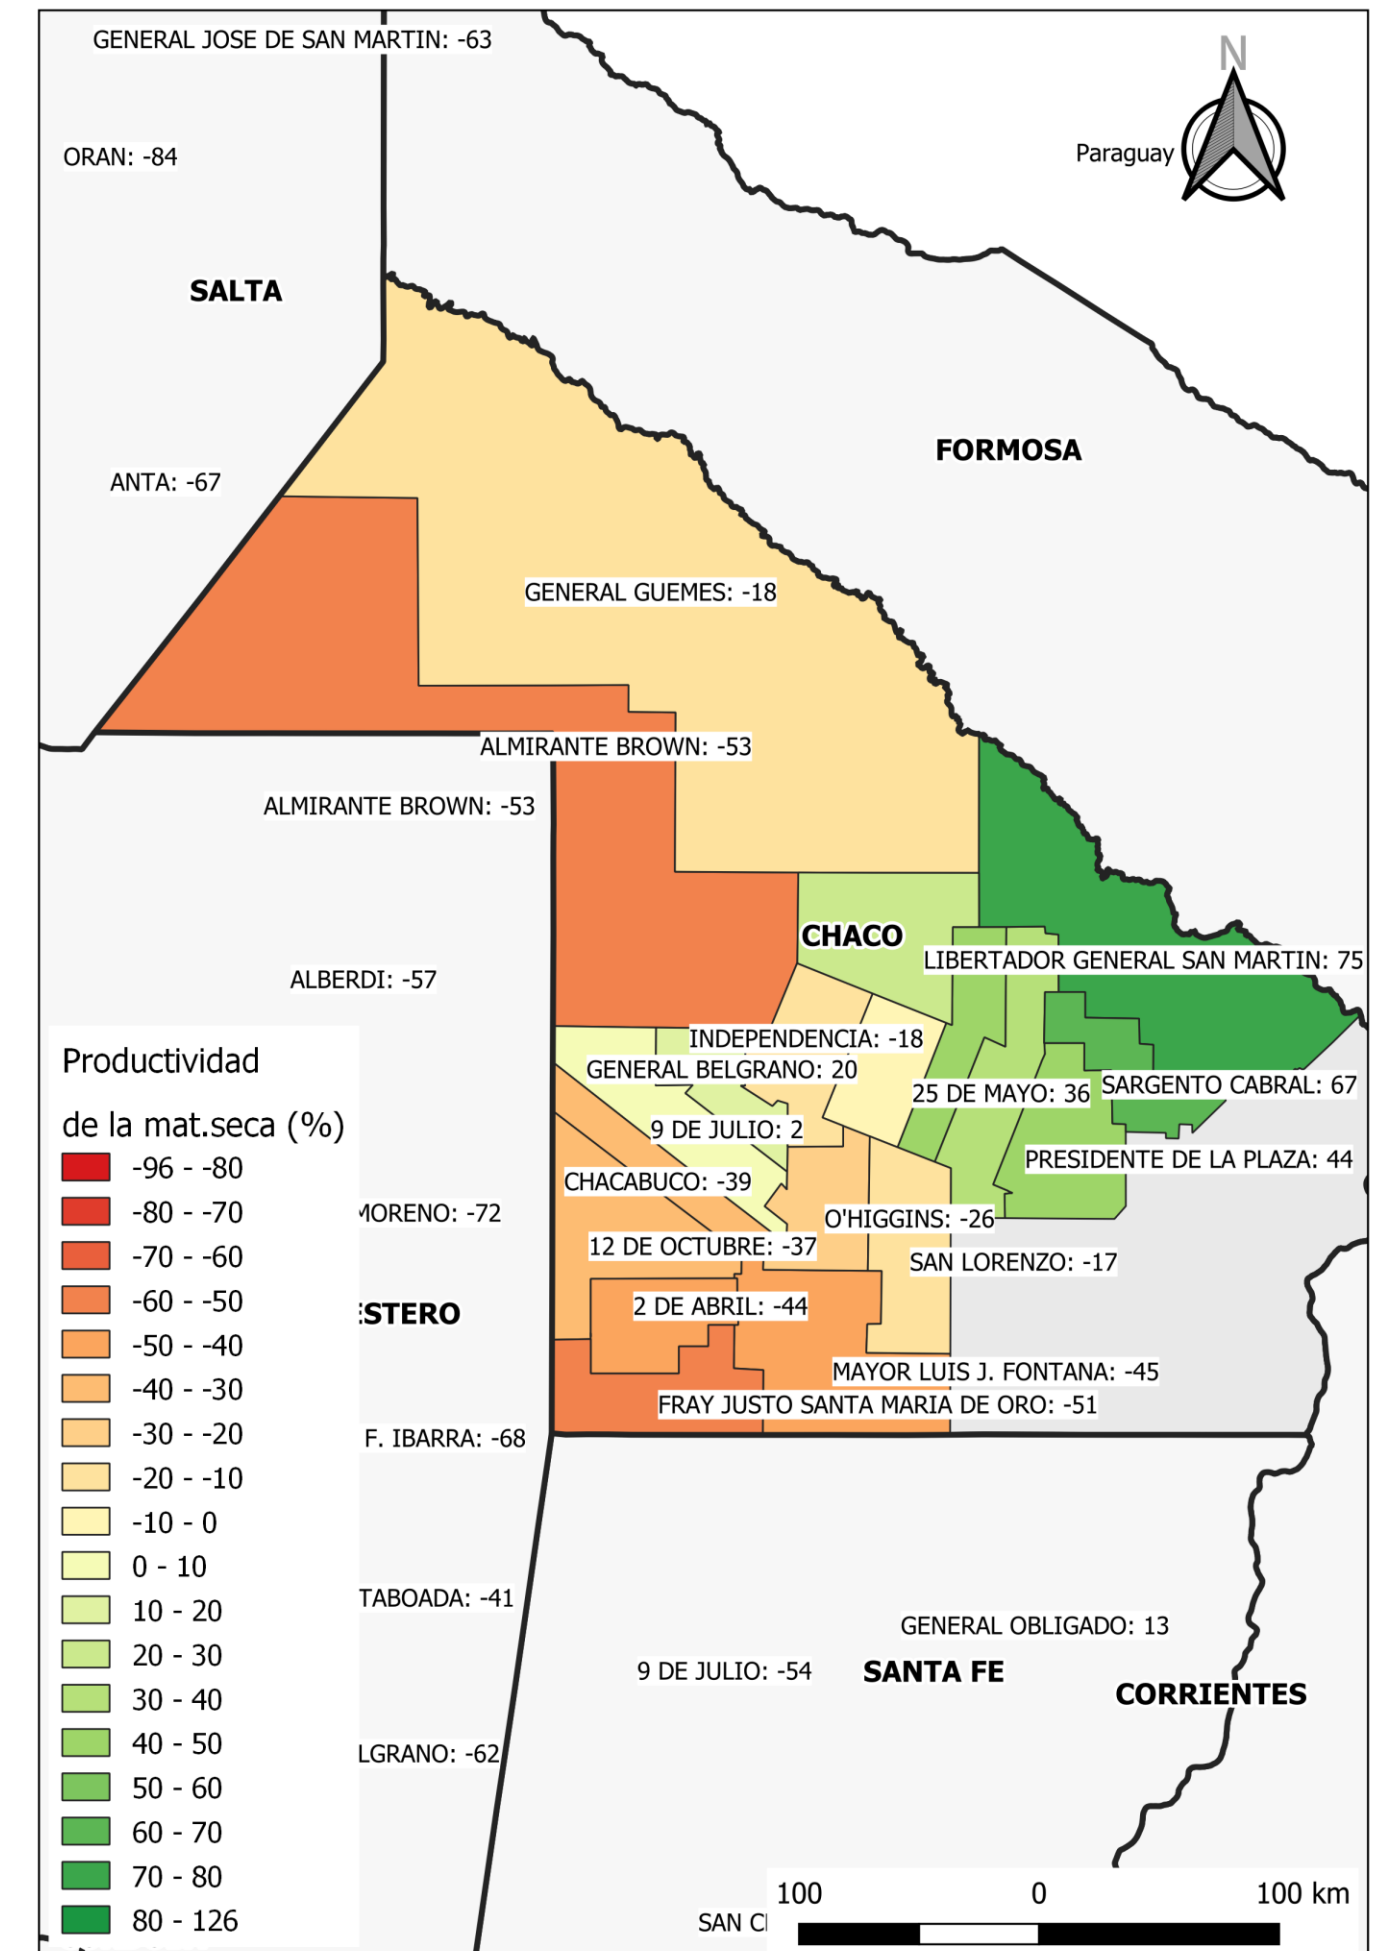 GENERAL JOSE DE SAN MARTIN: -63
N
ORAN: -84
Paraguay
SALTA
FORMOSA
ANTA: -67
GENERAL GUEMES: -18
ALMIRANTE BROWN: -53
ALMIRANTE BROWN: -53
CHACO
LIBERTADOR GENERAL SAN MARTIN: 75
ALBERDI: -57
INDEPENDENCIA: -18
GENERAL BELGRANO: 20
SARGENTO CABRAL: 67
25 DE MAYO: 36
9 DE JULIO: 2
PRESIDENTE DE LA PLAZA: 44
CHACABUCO: -39
MORENO: -72
O'HIGGINS: -26
12 DE OCTUBRE: -37
SAN LORENZO: -17
2 DE ABRIL: -44
ESTERO
MAYOR LUIS J. FONTANA: -45
FRAY JUSTO SANTA MARIA DE ORO: -51
F. IBARRA: -68
TABOADA: -41
GENERAL OBLIGADO: 13
9 DE JULIO: -54
SANTA FE
CORRIENTES
LGRANO: -62
SAN C
Productividad
de la mat.seca (%)
-96 - -80
-80 - -70
-70 - -60
-60 - -50
-50 - -40
-40 - -30
-30 - -20
-20 - -10
-10 - 0
0 - 10
10 - 20
20 - 30
30 - 40
40 - 50
50 - 60
60 - 70
70 - 80
80 - 126
100 0 100 km